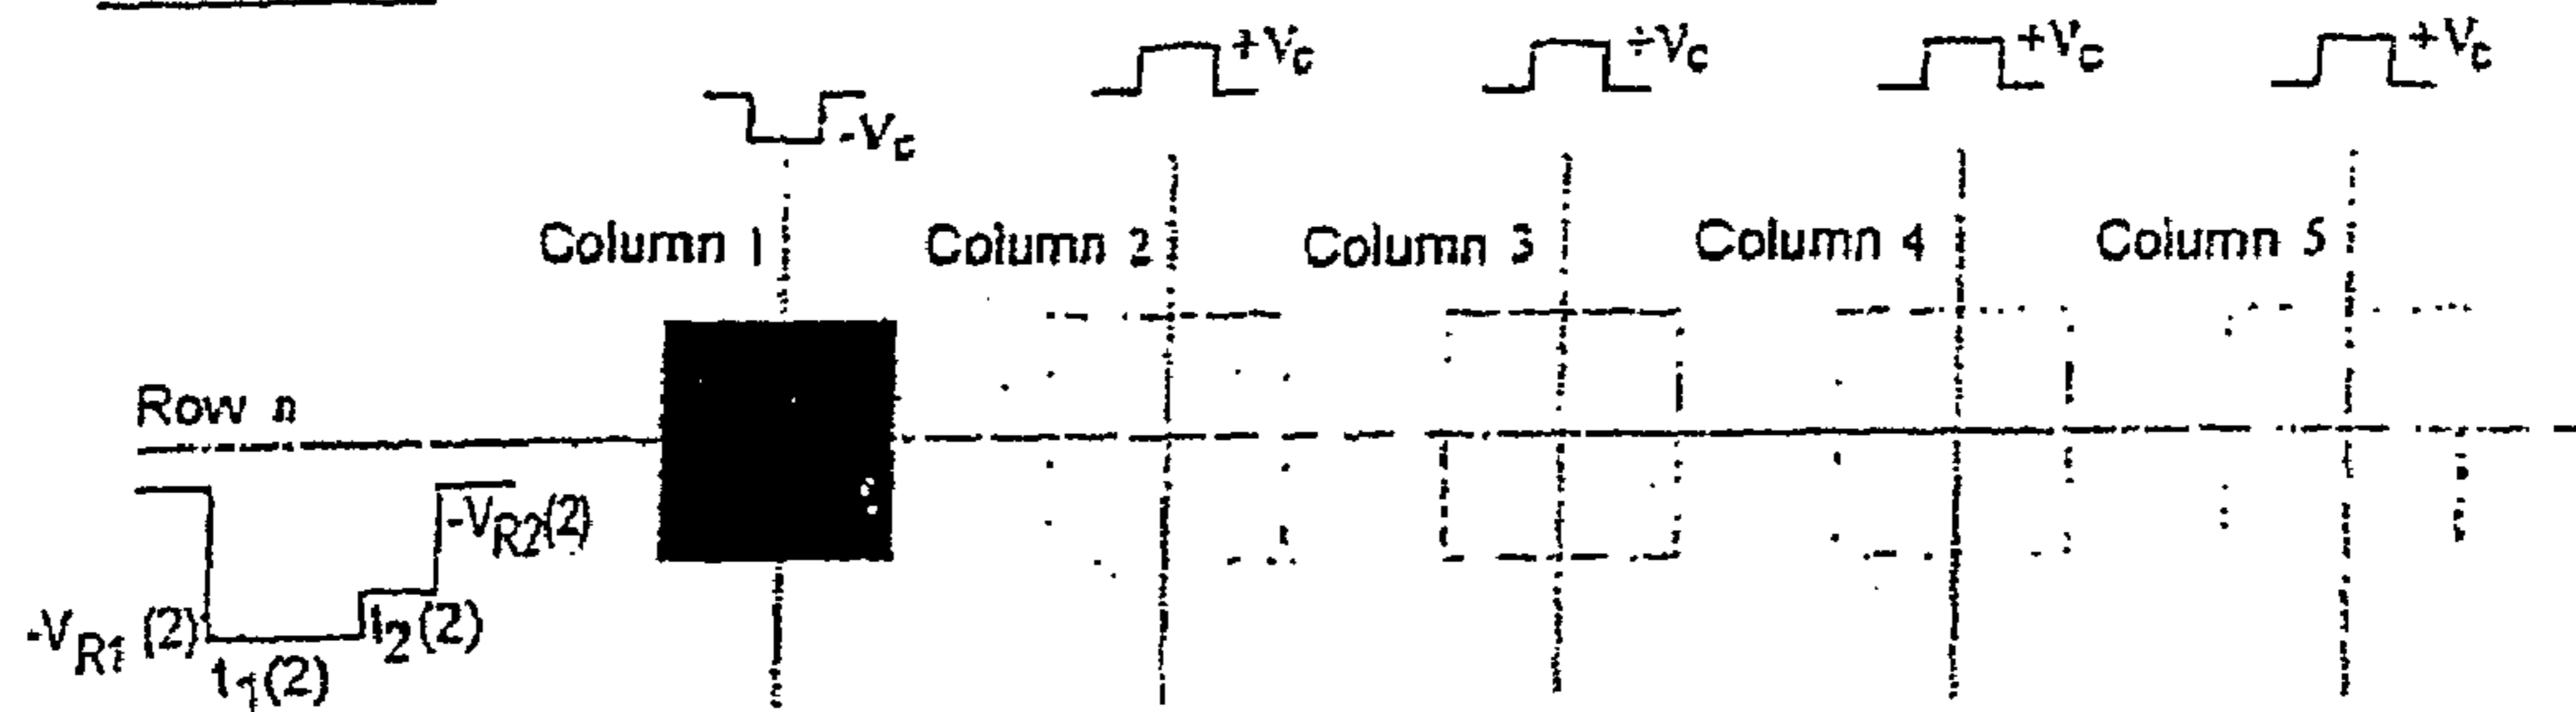 +Vc +Vc +Vc +Vc
-Vc
Column 1 Column 2 Column 3 Column 4 Column 5
Row n
-VR2(2)
-VR1 (2) t2(2)
t1(2)